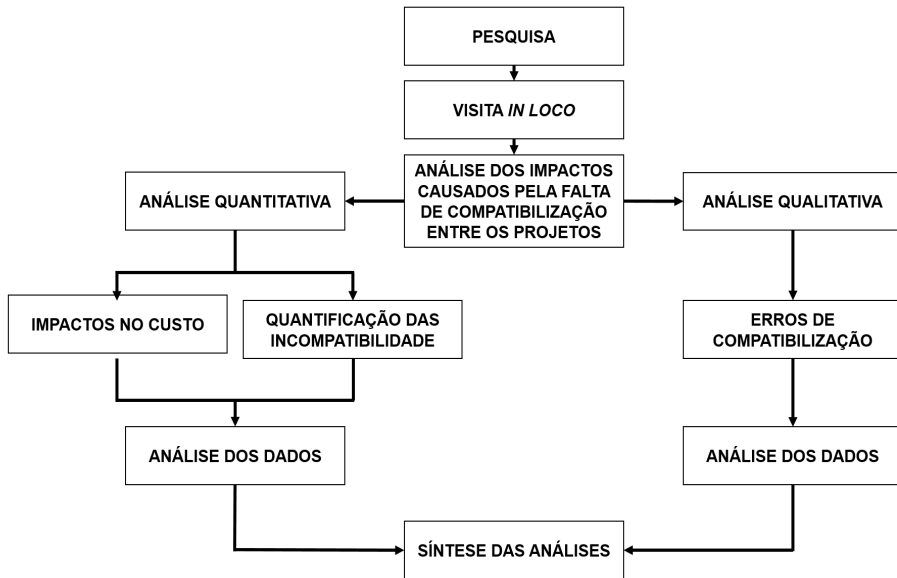 PESQUISA
VISITA IN LOCO
ANÁLISE DOS IMPACTOS
CAUSADOS PELA FALTA
DE COMPATIBILIZAÇÃO
ENTRE OS PROJETOS
ANÁLISE QUANTITATIVA
ANÁLISE QUALITATIVA
IMPACTOS NO CUSTO
QUANTIFICAÇÃO DAS
INCOMPATIBILIDADE
ERROS DE
COMPATIBILIZAÇÃO
ANÁLISE DOS DADOS
ANÁLISE DOS DADOS
SÍNTESE DAS ANÁLISES